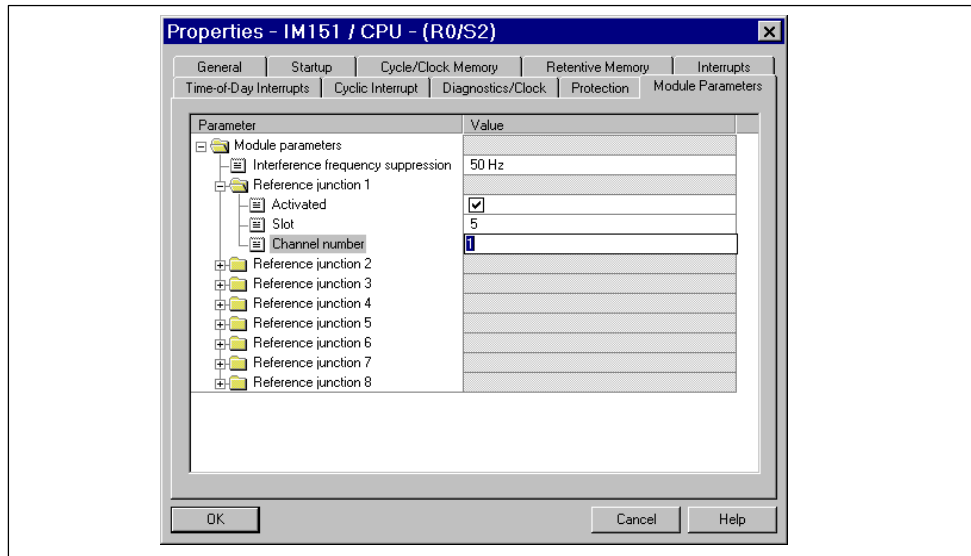 Properties - IM151 / CPU - (R0/S2)
General Startup Cycle/Clock Memory Retentive Memory Interrupts
Time-of-Day Interrupts Cyclic Interrupt Diagnostics/Clock Protection Module Parameters
Parameter Value
Module parameters
Interference frequency suppression 50 Hz
Reference junction 1
Activated
Slot 5
Channel number 1
Reference junction 2
Reference junction 3
Reference junction 4
Reference junction 5
Reference junction 6
Reference junction 7
Reference junction 8
OK Cancel Help